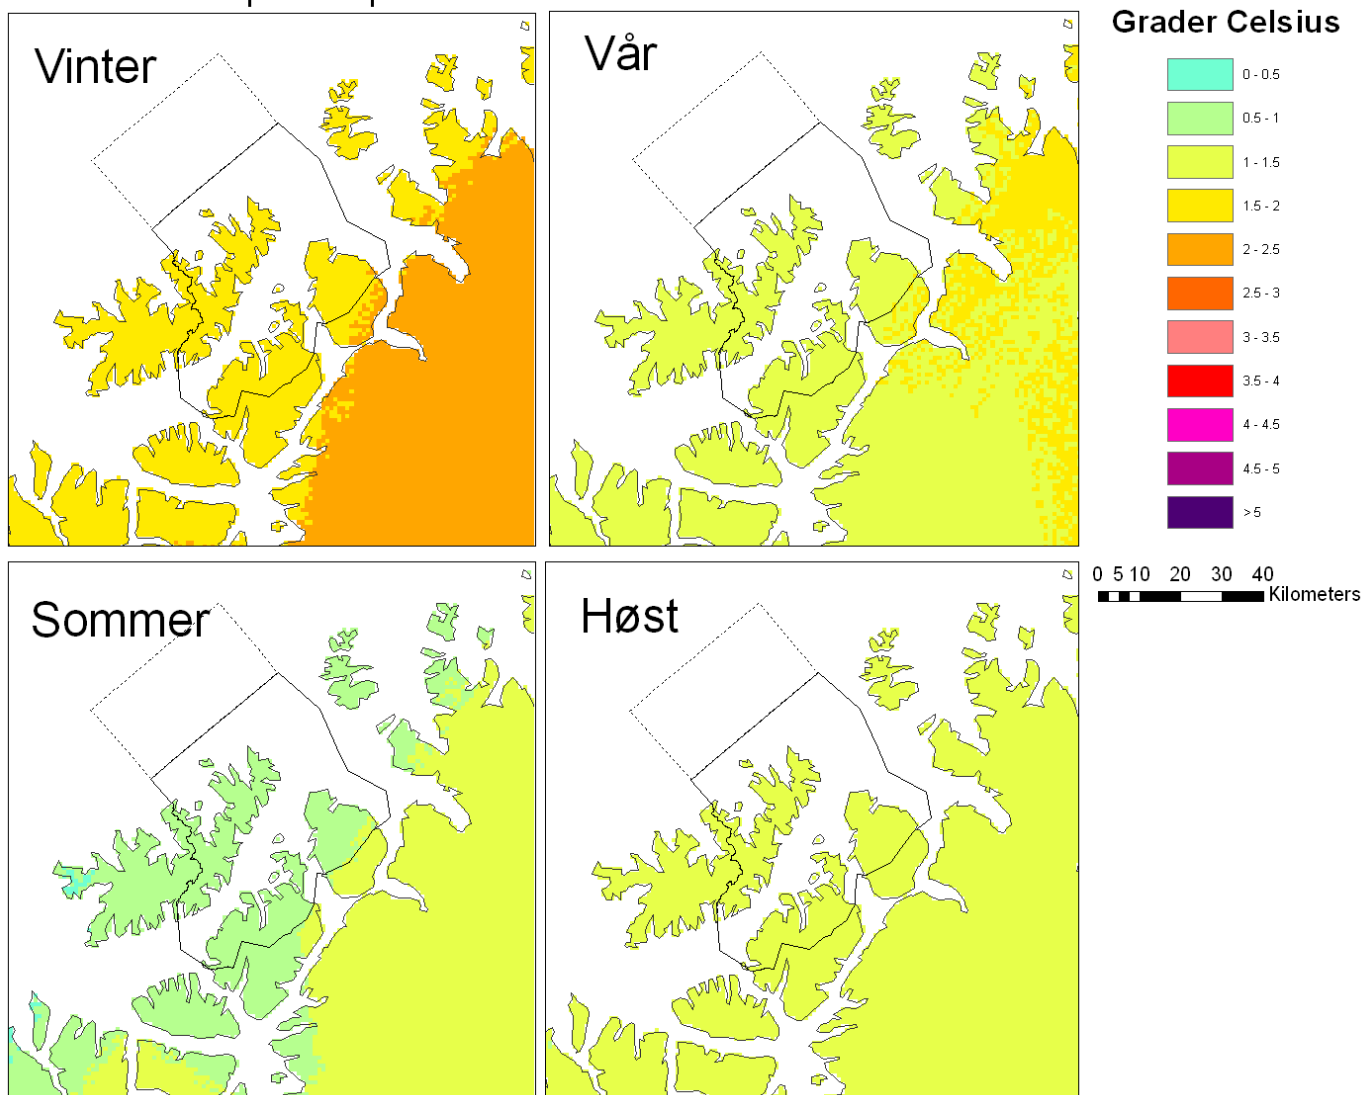 Vinter
Vår
Grader Celsius
0 - 0.5
0.5 - 1
1 - 1.5
1.5 - 2
2 - 2.5
2.5 - 3
3 - 3.5
3.5 - 4
4 - 4.5
4.5 - 5
> 5
0 5 10 20 30 40
Kilometers
Sommer
Høst